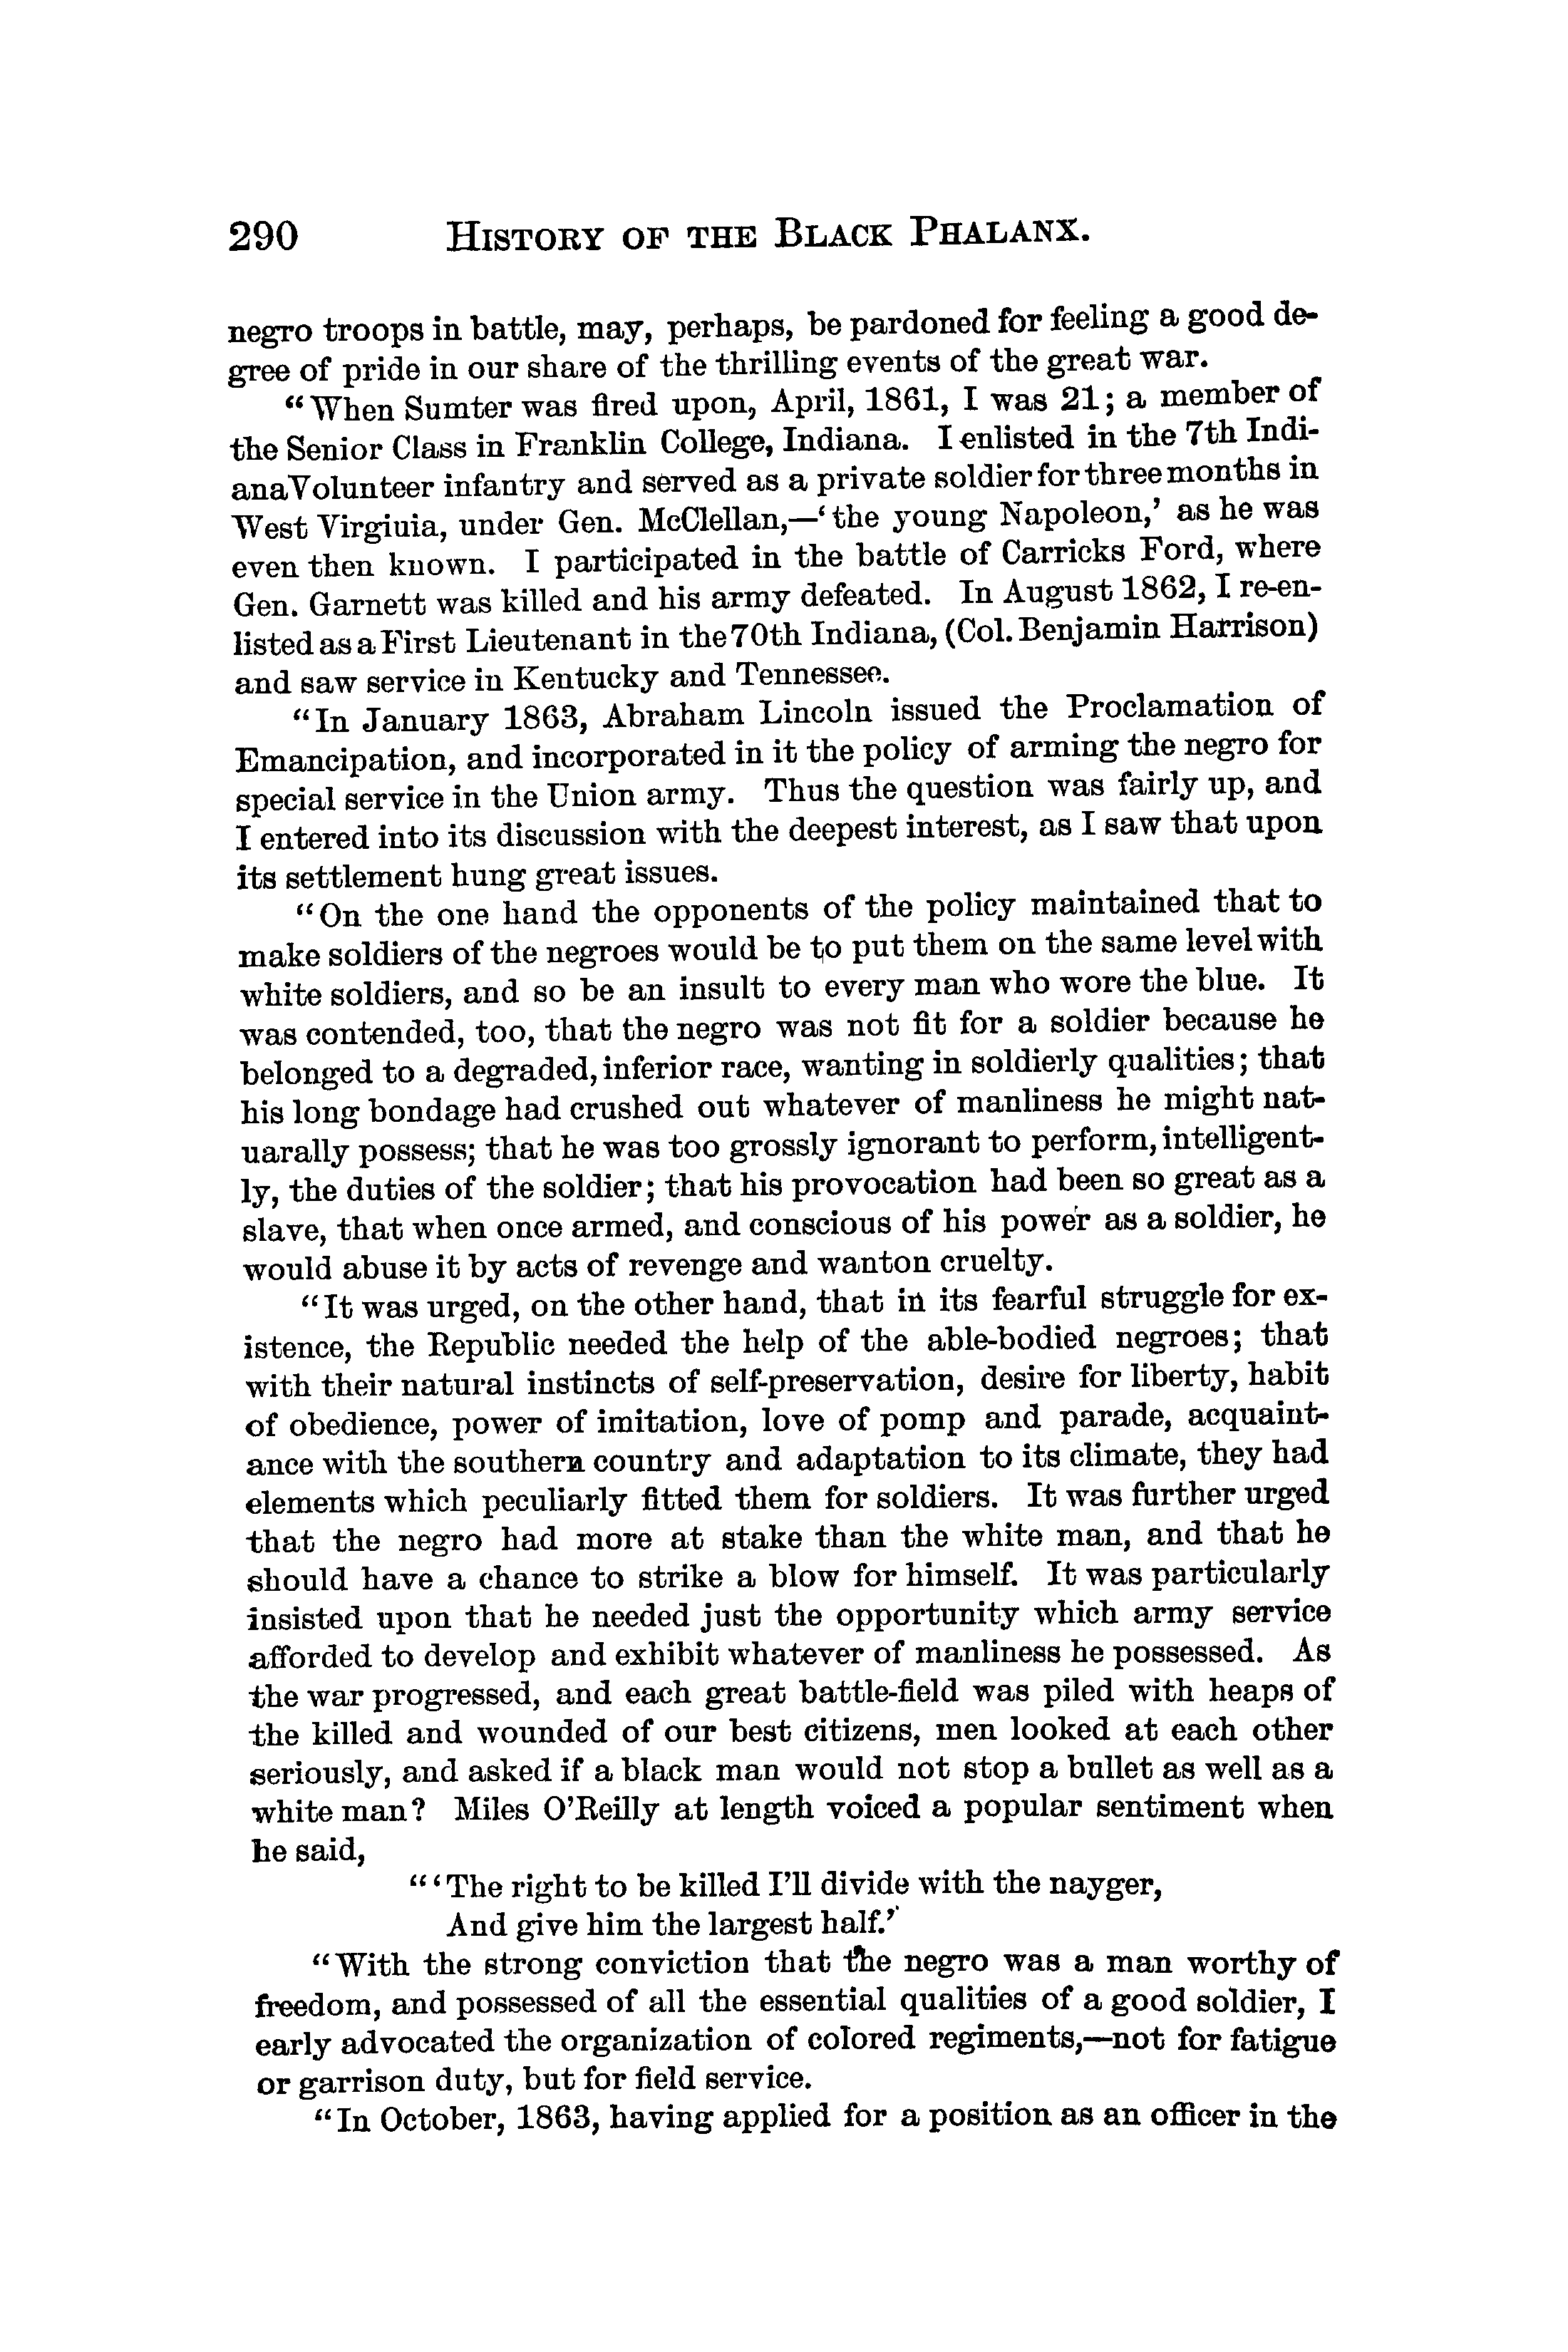 290 HISTORY OF THE BLACK PHALANX.
negro troops in battle, may, perhaps, be pardoned for feeling a good de-
gree of pride in our share of the thrilling events of the great war.
“When Sumter was fired upon, April, 1861, I was 21; a member of
the Senior Class in Franklin College, Indiana. I enlisted in the 7th Indi-
ana Volunteer infantry and served as a private soldier for three months in
West Virginia, under Gen. McClellan,—‘the young Napoleon,’ as he was
even then known. I participated in the battle of Carricks Ford, where
Gen. Garnett was killed and his army defeated. In August 1862, I re-en-
listed as a First Lieutenant in the 70th Indiana, (Col. Benjamin Harrison)
and saw service in Kentucky and Tennessee.
“In January 1863, Abraham Lincoln issued the Proclamation of
Emancipation, and incorporated in it the policy of arming the negro for
special service in the Union army. Thus the question was fairly up, and
I entered into its discussion with the deepest interest, as I saw that upon
its settlement hung great issues.
“On the one hand the opponents of the policy maintained that to
make soldiers of the negroes would be to put them on the same level with
white soldiers, and so be an insult to every man who wore the blue. It
was contended, too, that the negro was not fit for a soldier because he
belonged to a degraded, inferior race, wanting in soldierly qualities; that
his long bondage had crushed out whatever of manliness he might nat-
uarally possess; that he was too grossly ignorant to perform, intelligent-
ly, the duties of the soldier; that his provocation had been so great as a
slave, that when once armed, and conscious of his power as a soldier, he
would abuse it by acts of revenge and wanton cruelty.
“It was urged, on the other hand, that in its fearful struggle for ex-
istence, the Republic needed the help of the able-bodied negroes; that
with their natural instincts of self-preservation, desire for liberty, habit
of obedience, power of imitation, love of pomp and parade, acquaint-
ance with the southern country and adaptation to its climate, they had
elements which peculiarly fitted them for soldiers. It was further urged
that the negro had more at stake than the white man, and that he
should have a chance to strike a blow for himself. It was particularly
insisted upon that he needed just the opportunity which army service
afforded to develop and exhibit whatever of manliness he possessed. As
the war progressed, and each great battle-field was piled with heaps of
the killed and wounded of our best citizens, men looked at each other
seriously, and asked if a black man would not stop a bullet as well as a
white man? Miles O’Reilly at length voiced a popular sentiment when
he said,
“‘The right to be killed I’ll divide with the nayger,
And give him the largest half.’
“With the strong conviction that the negro was a man worthy of
freedom, and possessed of all the essential qualities of a good soldier, I
early advocated the organization of colored regiments,—not for fatigue
or garrison duty, but for field service.
“In October, 1863, having applied for a position as an officer in the